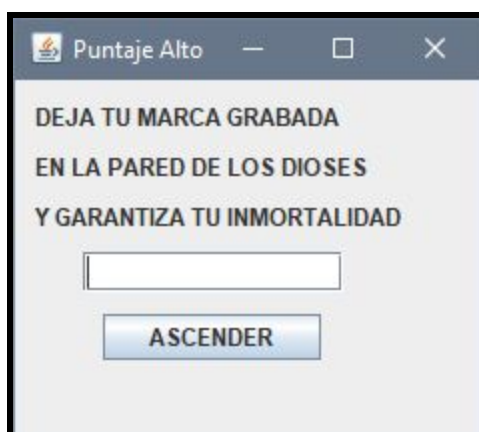 Puntaje Alto
DEJA TU MARCA GRABADA
EN LA PARED DE LOS DIOSES
Y GARANTIZA TU INMORTALIDAD
ASCENDER